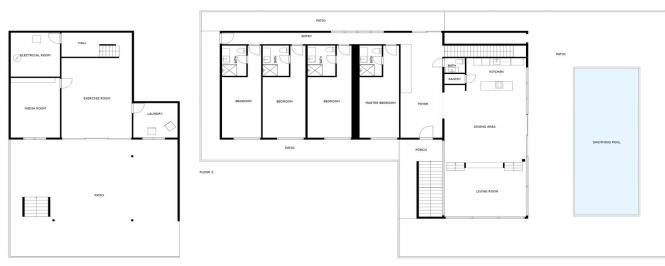 PATIO
ENTRY
HALL
ELECTRICAL ROOM
BATH
BATH
BATH
BATH
BATH
KITCHEN
PATIO
MEDIA ROOM
EXERCISE ROOM
PANTRY
BEDROOM
BEDROOM
BEDROOM
MASTER BEDROOM
FOYER
LAUNDRY
DINING AREA
SWIMMING POOL
PATIO
PORCH
FLOOR 2
PATIO
LIVING ROOM